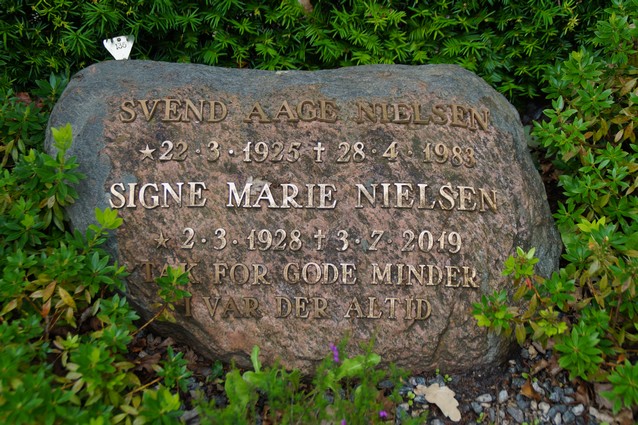 130
SVEND AAGE NIELSEN
★22·3·1925 ✝ 28·4·1983
SIGNE MARIE NIELSEN
★2·3·1928 ✝ 3·7·2019
TAK FOR GODE MINDER
I VAR DER ALTID